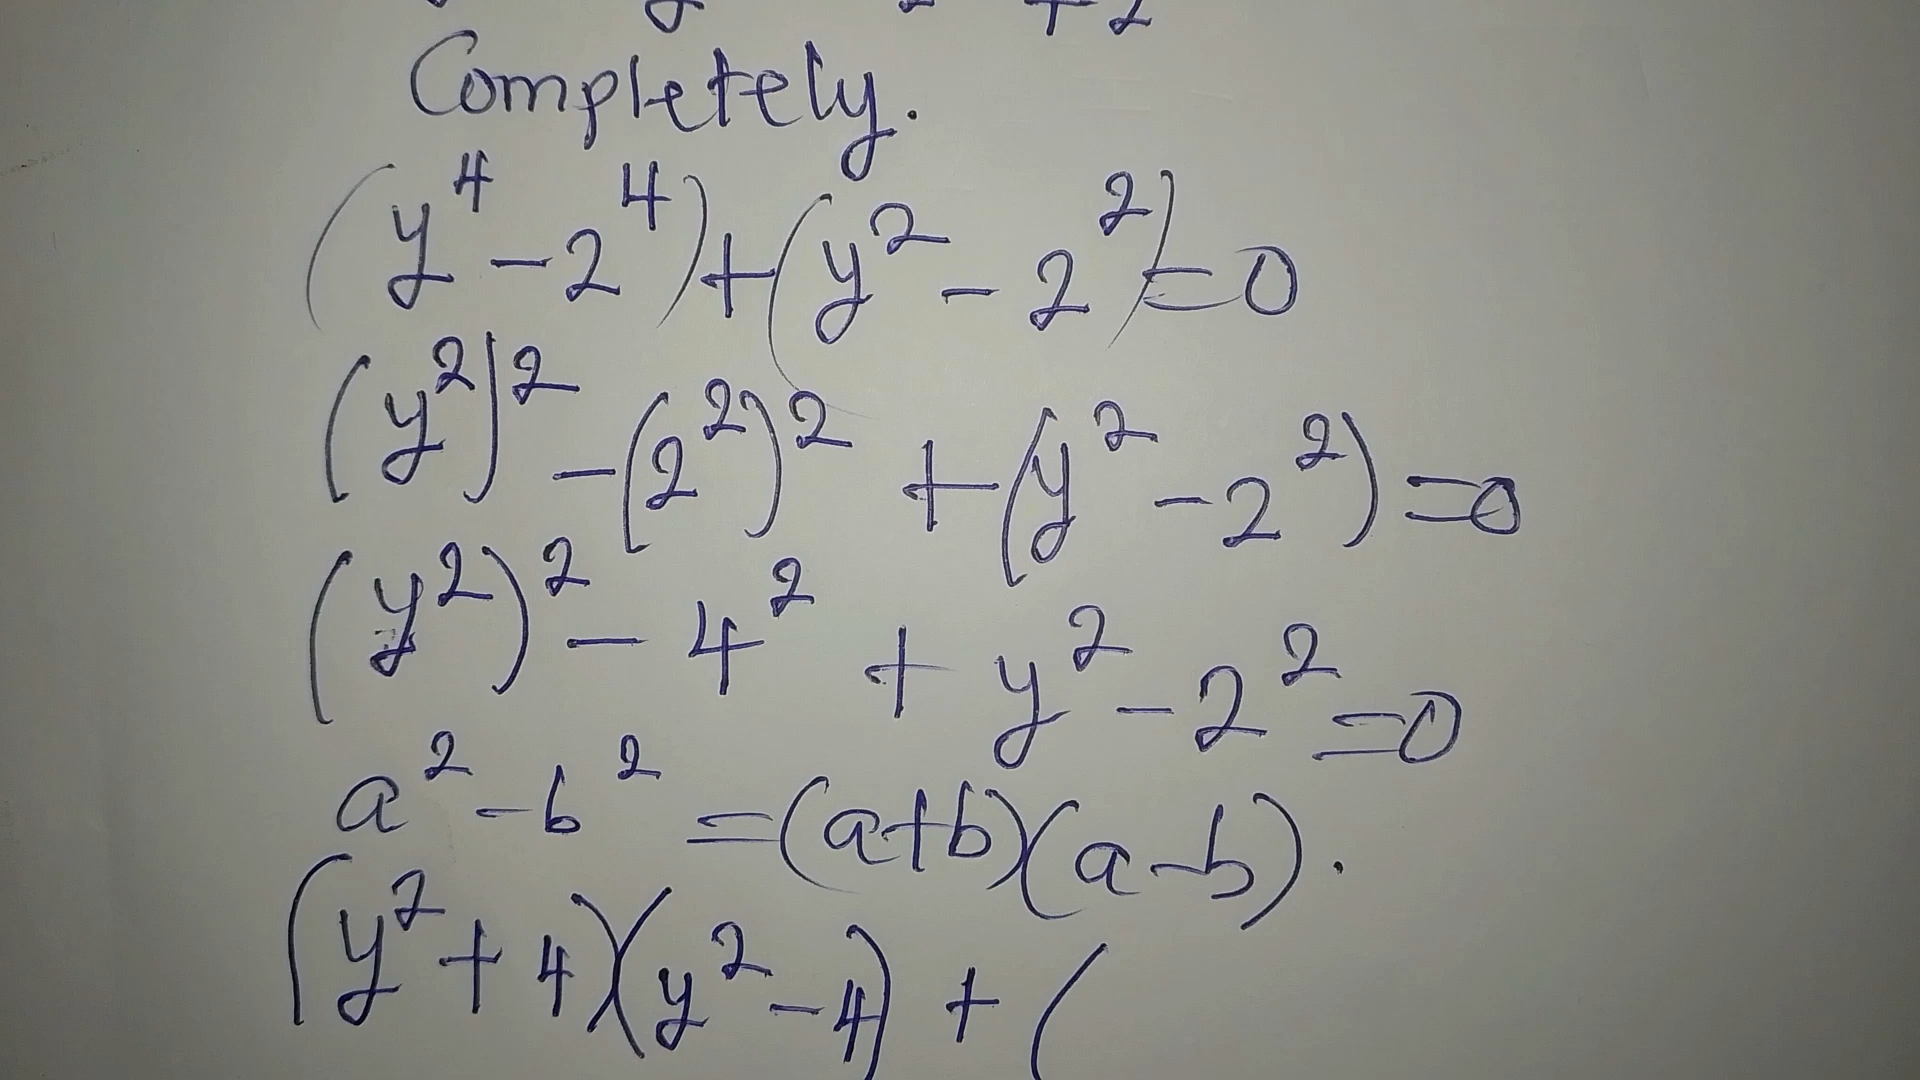 Completely.
(y⁴ - 2⁴) + (y² - 2²) = 0
(y²)² - (2²)² + (y² - 2²) = 0
(y²)² - 4² + y² - 2² = 0
a² - b² = (a+b)(a-b).
(y² + 4)(y² - 4) + (